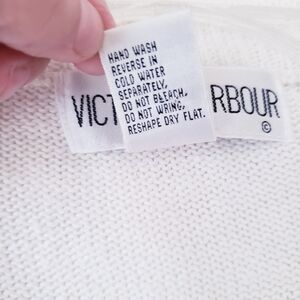 HAND WASH
REVERSE IN
COLD WATER
SEPARATELY,
DO NOT BLEACH,
DO NOT WRING,
RESHAPE DRY FLAT.
VICT RBOUR
©